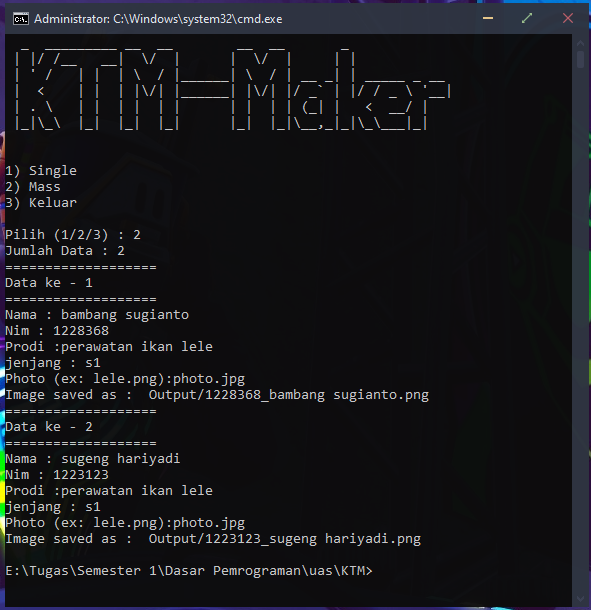 Administrator: C:\Windows\system32\cmd.exe
KTM-Maker
1) Single
2) Mass
3) Keluar
Pilih (1/2/3) : 2
Jumlah Data : 2
===================
Data ke - 1
===================
Nama : bambang sugianto
Nim : 1228368
Prodi :perawatan ikan lele
jenjang : s1
Photo (ex: lele.png):photo.jpg
Image saved as :  Output/1228368_bambang sugianto.png
===================
Data ke - 2
===================
Nama : sugeng hariyadi
Nim : 1223123
Prodi :perawatan ikan lele
jenjang : s1
Photo (ex: lele.png):photo.jpg
Image saved as :  Output/1223123_sugeng hariyadi.png
E:\Tugas\Semester 1\Dasar Pemrograman\uas\KTM>